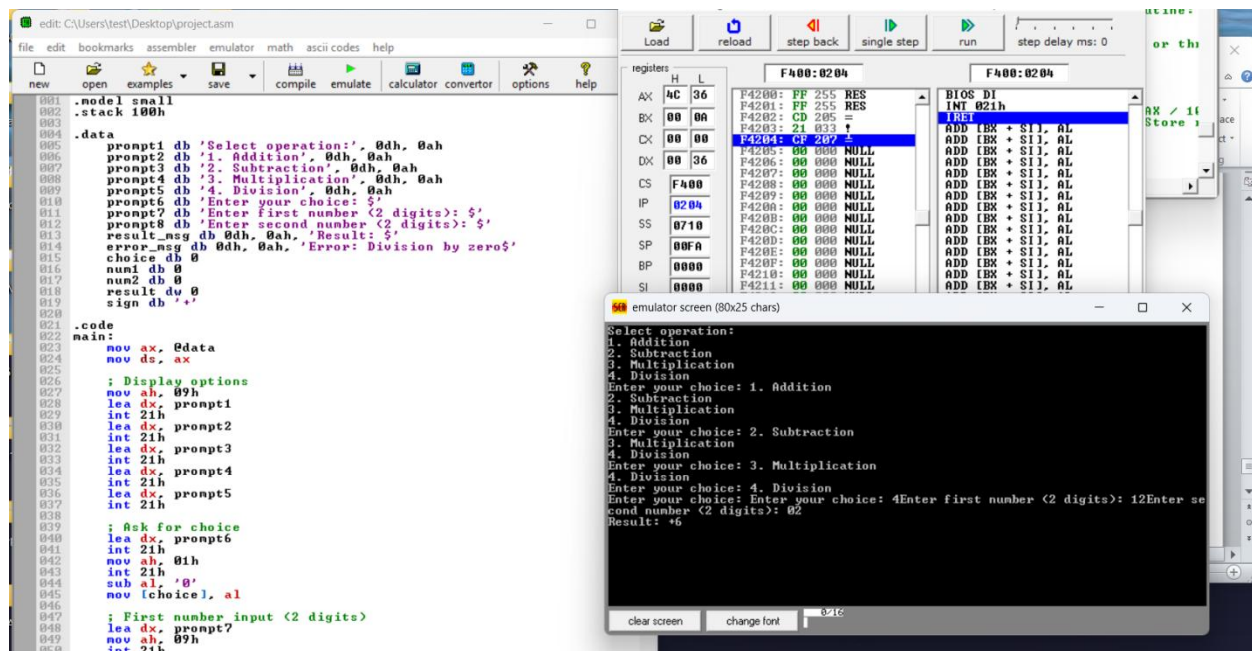 edit: C:\Users\test\Desktop\project.asm
file edit bookmarks assembler emulator math ascii codes help
new open examples save compile emulate calculator convertor options help
001 .model small
002 .stack 100h
003
004 .data
005 prompt1 db 'Select operation:', 0dh, 0ah
006 prompt2 db '1. Addition', 0dh, 0ah
007 prompt3 db '2. Subtraction', 0dh, 0ah
008 prompt4 db '3. Multiplication', 0dh, 0ah
009 prompt5 db '4. Division', 0dh, 0ah
010 prompt6 db 'Enter your choice: $'
011 prompt7 db 'Enter first number (2 digits): $'
012 prompt8 db 'Enter second number (2 digits): $'
013 result_msg db 0dh, 0ah, 'Result: $'
014 error_msg db 0dh, 0ah, 'Error: Division by zero$'
015 choice db 0
016 num1 db 0
017 num2 db 0
018 result dw 0
019 sign db '+'
020
021 .code
022 main:
023 mov ax, @data
024 mov ds, ax
025
026 ; Display options
027 mov ah, 09h
028 lea dx, prompt1
029 int 21h
030 lea dx, prompt2
031 int 21h
032 lea dx, prompt3
033 int 21h
034 lea dx, prompt4
035 int 21h
036 lea dx, prompt5
037 int 21h
038
039 ; Ask for choice
040 lea dx, prompt6
041 int 21h
042 mov ah, 01h
043 int 21h
044 sub al, '0'
045 mov [choice], al
046
047 ; First number input (2 digits)
048 lea dx, prompt7
049 mov ah, 09h
050 int 21h
Load reload step back single step run step delay ms: 0
registers H L
F400:0204 F400:0204
AX 4C 36
BX 00 0A
CX 00 00
DX 00 36
CS F400
IP 0204
SS 0710
SP 00FA
BP 0000
SI 0000
F4200: FF 255 RES
F4201: FF 255 RES
F4202: CD 205 =
F4203: 21 033 !
F4204: CF 207 ╧
F4205: 00 000 NULL
F4206: 00 000 NULL
F4207: 00 000 NULL
F4208: 00 000 NULL
F4209: 00 000 NULL
F420A: 00 000 NULL
F420B: 00 000 NULL
F420C: 00 000 NULL
F420D: 00 000 NULL
F420E: 00 000 NULL
F420F: 00 000 NULL
F4210: 00 000 NULL
F4211: 00 000 NULL
BIOS DI
INT 021h
IRET
ADD [BX + SI], AL
ADD [BX + SI], AL
ADD [BX + SI], AL
ADD [BX + SI], AL
ADD [BX + SI], AL
ADD [BX + SI], AL
ADD [BX + SI], AL
ADD [BX + SI], AL
ADD [BX + SI], AL
ADD [BX + SI], AL
ADD [BX + SI], AL
ADD [BX + SI], AL
ADD [BX + SI], AL
or
AX / 10
Store
emulator screen (80x25 chars)
Select operation:
1. Addition
2. Subtraction
3. Multiplication
4. Division
Enter your choice: 1. Addition
2. Subtraction
3. Multiplication
4. Division
Enter your choice: 2. Subtraction
3. Multiplication
4. Division
Enter your choice: 3. Multiplication
4. Division
Enter your choice: 4. Division
Enter your choice: Enter your choice: 4Enter first number (2 digits): 12Enter se
cond number (2 digits): 02
Result: +6
clear screen change font 0/16